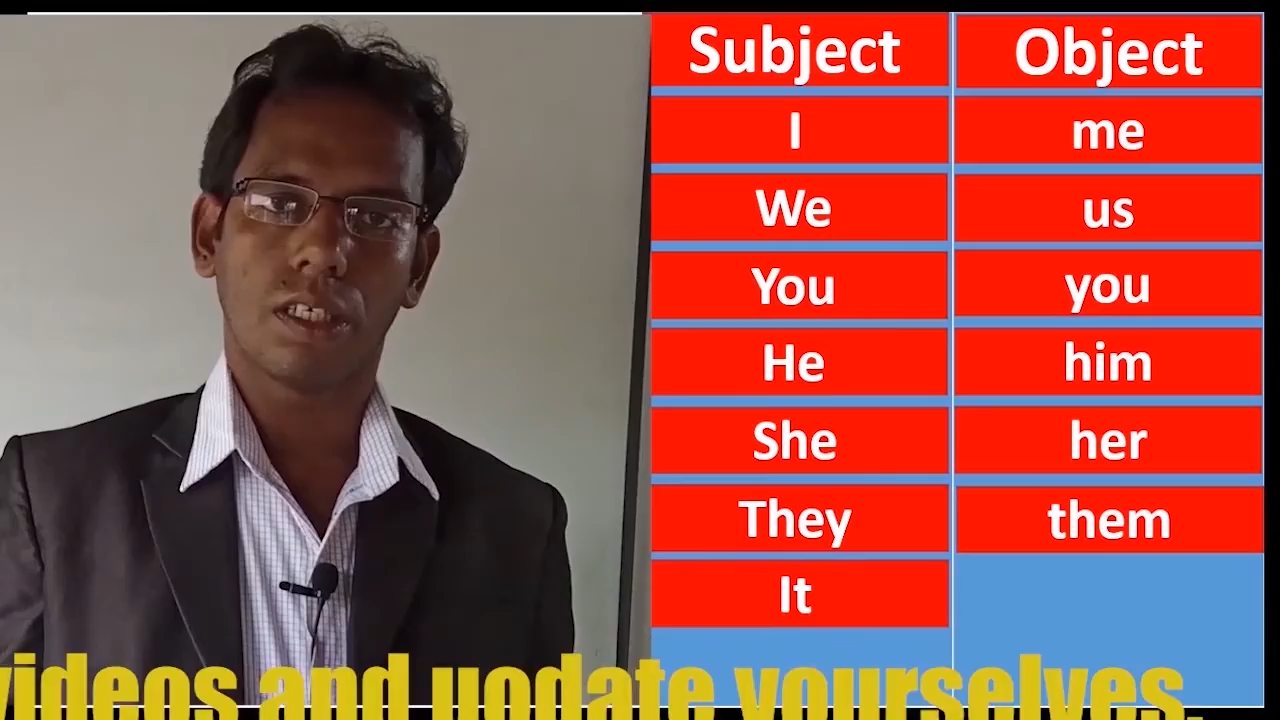 Subject Object
I me
We us
You you
He him
She her
They them
It
videos and update yourselves.